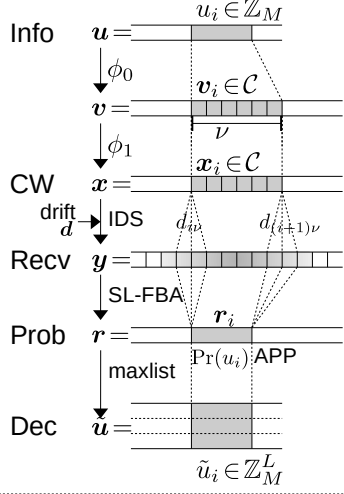 Info u = u_i ∈ ℤ_M
ϕ_0
v = v_i ∈ 𝒞
ϕ_1 ν
CW x = x_i ∈ 𝒞
drift d IDS d_{iν} d_{(i+1)ν}
Recv y =
SL-FBA
Prob r = r_i
Pr(u_i) APP
maxlist
Dec ũ =
ũ_i ∈ ℤ_M^L